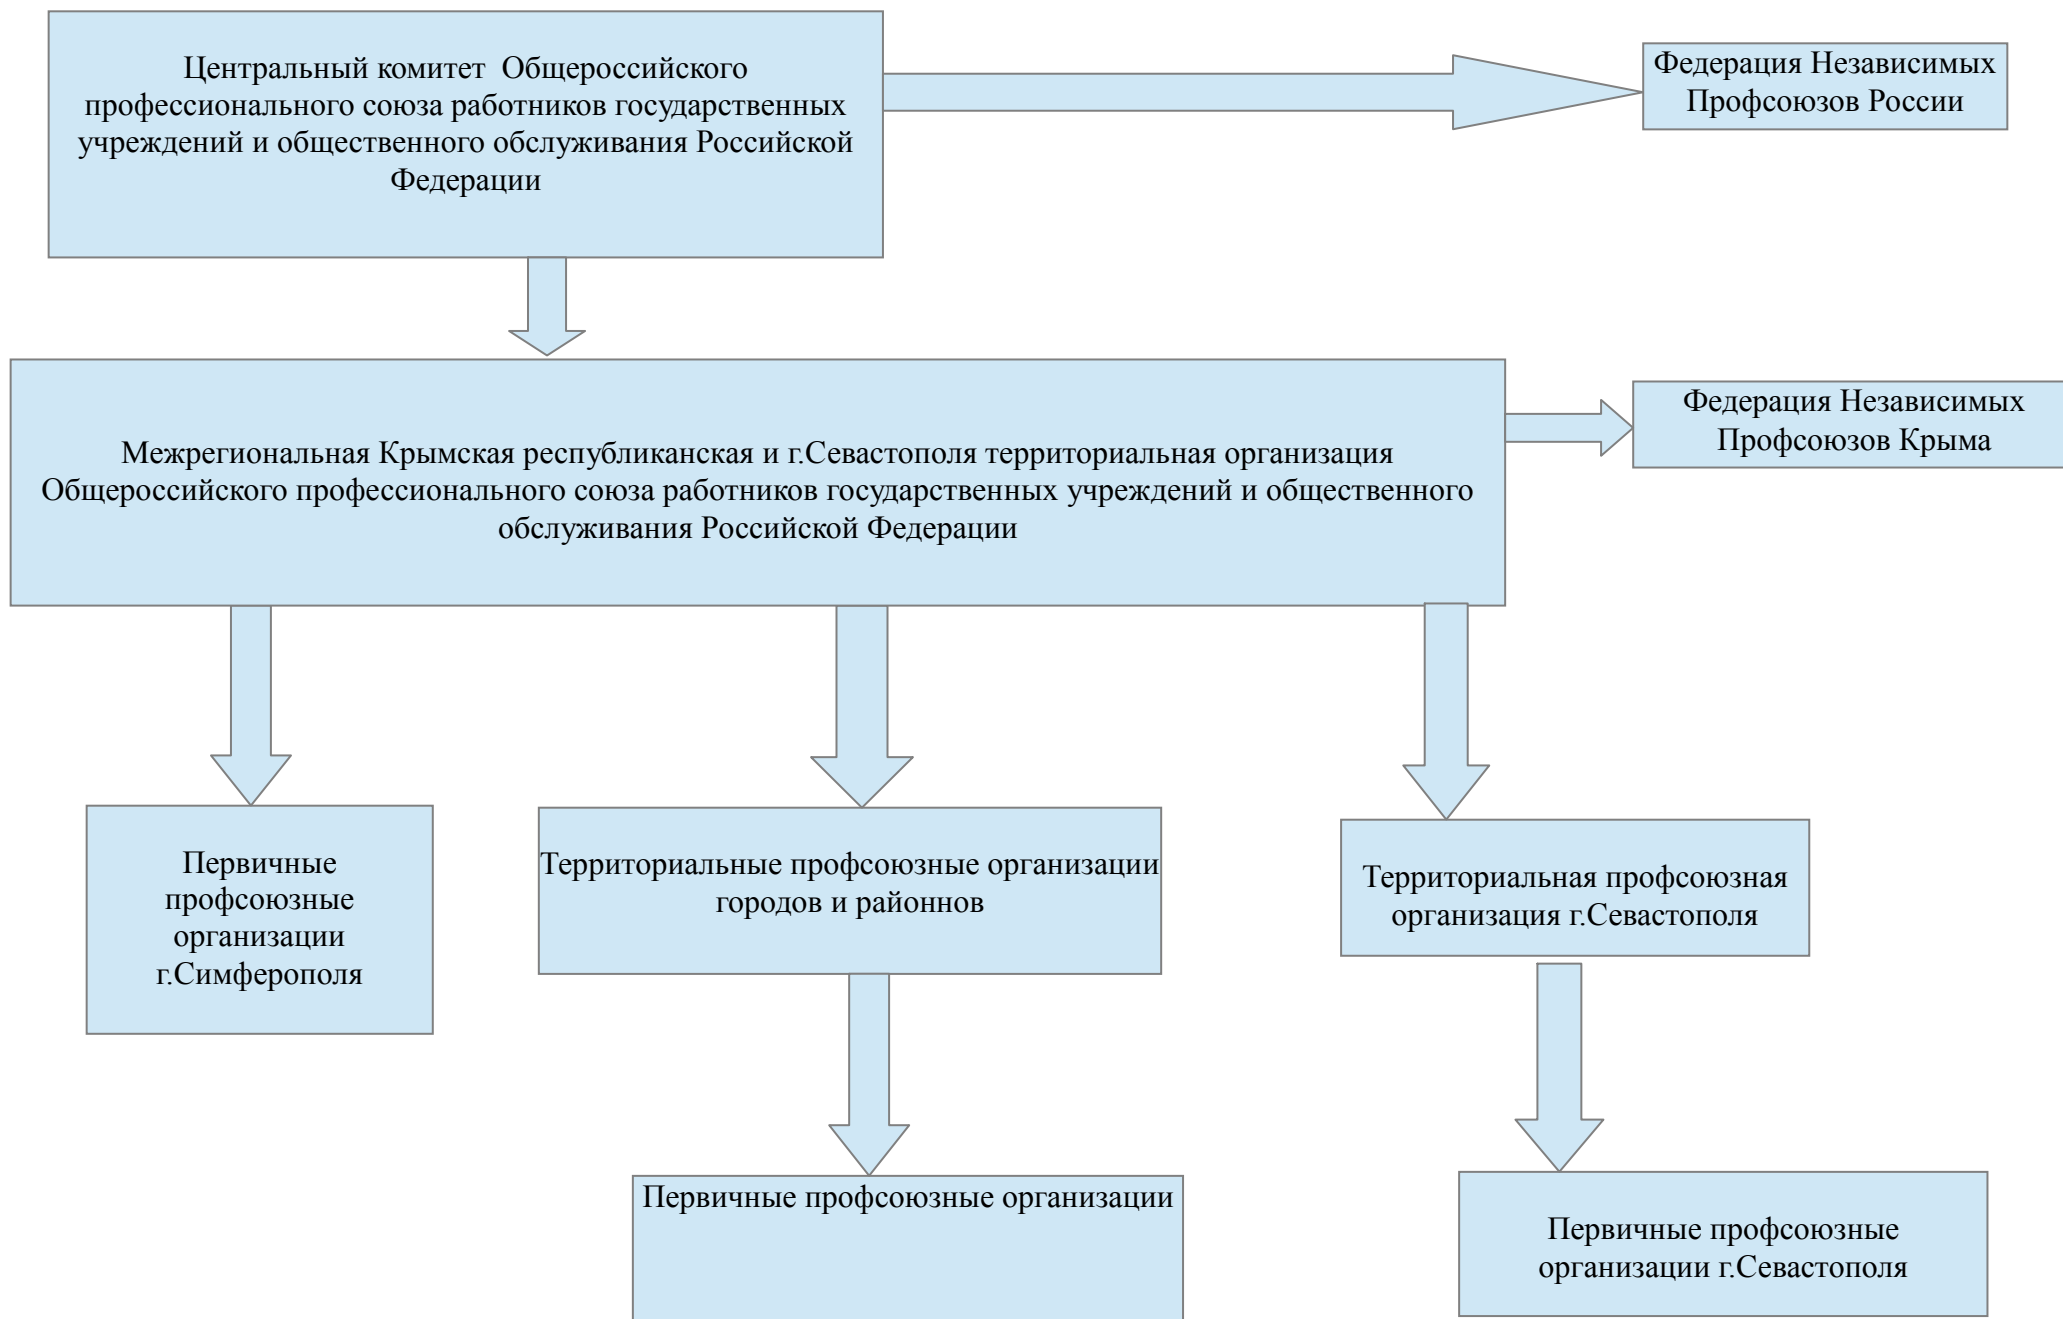 Центральный комитет  Общероссийского
профессионального союза работников государственных
учреждений и общественного обслуживания Российской
Федерации
Федерация Независимых
Профсоюзов России
Межрегиональная Крымская республиканская и г.Севастополя территориальная организация
Общероссийского профессионального союза работников государственных учреждений и общественного
обслуживания Российской Федерации
Федерация Независимых
Профсоюзов Крыма
Первичные
профсоюзные
организации
г.Симферополя
Территориальные профсоюзные организации
городов и районнов
Территориальная профсоюзная
организация г.Севастополя
Первичные профсоюзные организации
Первичные профсоюзные
организации г.Севастополя